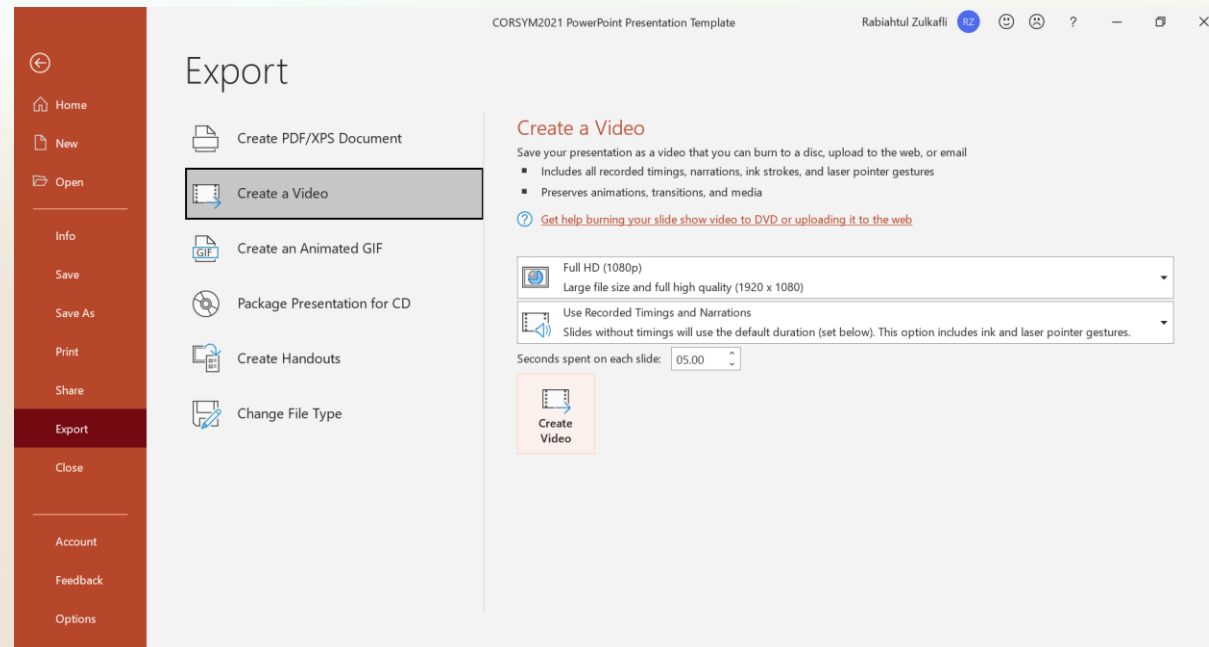 CORSYM2021 PowerPoint Presentation Template
Rabiahtul Zulkafli
RZ
?
Home
New
Open
Info
Save
Save As
Print
Share
Export
Close
Account
Feedback
Options
Export
Create PDF/XPS Document
Create a Video
GIF
Create an Animated GIF
Package Presentation for CD
Create Handouts
Change File Type
Create a Video
Save your presentation as a video that you can burn to a disc, upload to the web, or email
Includes all recorded timings, narrations, ink strokes, and laser pointer gestures
Preserves animations, transitions, and media
? Get help burning your slide show video to DVD or uploading it to the web
Full HD (1080p)
Large file size and full high quality (1920 x 1080)
Use Recorded Timings and Narrations
Slides without timings will use the default duration (set below). This option includes ink and laser pointer gestures.
Seconds spent on each slide: 05.00
Create
Video